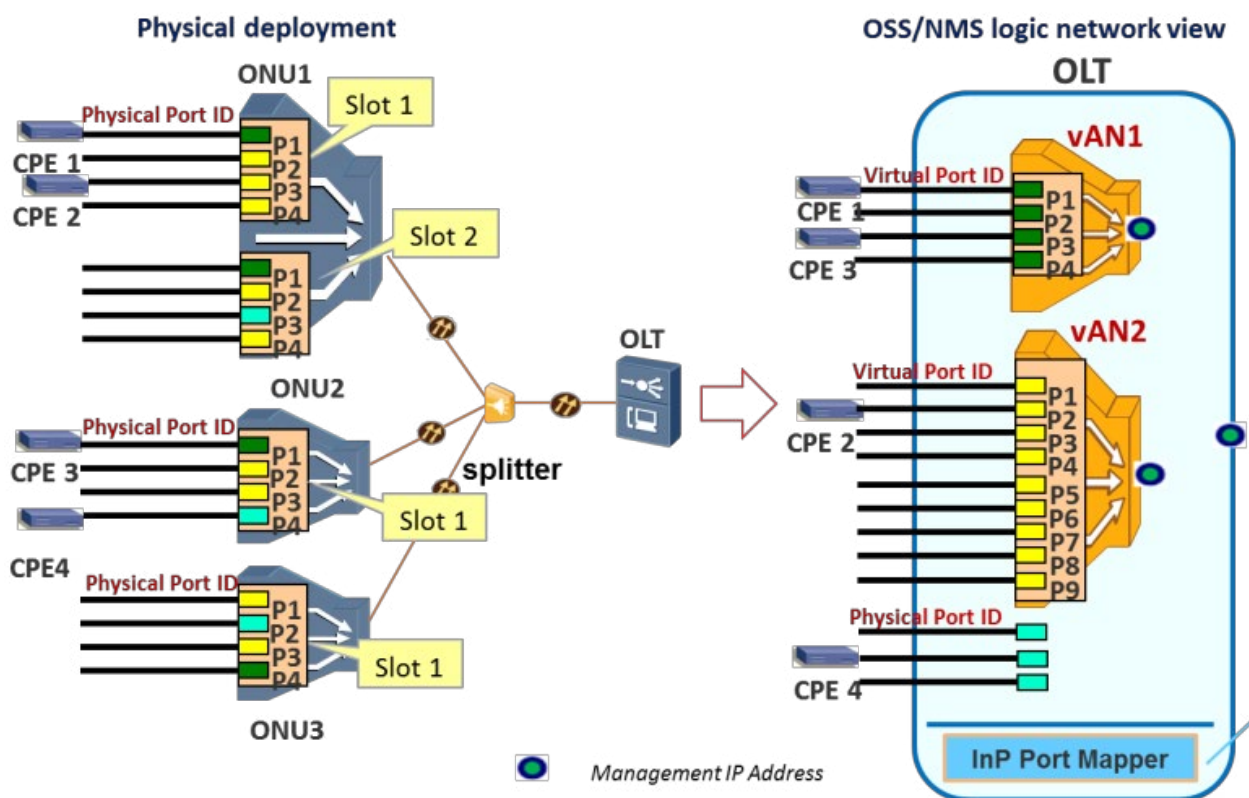 Physical deployment
ONU1
Physical Port ID
Slot 1
CPE 1
CPE 2
P1
P2
P3
P4
Slot 2
P1
P2
P3
P4
ONU2
Physical Port ID
CPE 3
CPE4
P1
P2
P3
P4
Slot 1
Physical Port ID
P1
P2
P3
P4
Slot 1
ONU3
splitter
OLT
OSS/NMS logic network view
OLT
vAN1
Virtual Port ID
CPE 1
CPE 3
P1
P2
P3
P4
vAN2
Virtual Port ID
CPE 2
P1
P2
P3
P4
P5
P6
P7
P8
P9
Physical Port ID
CPE 4
InP Port Mapper
Management IP Address